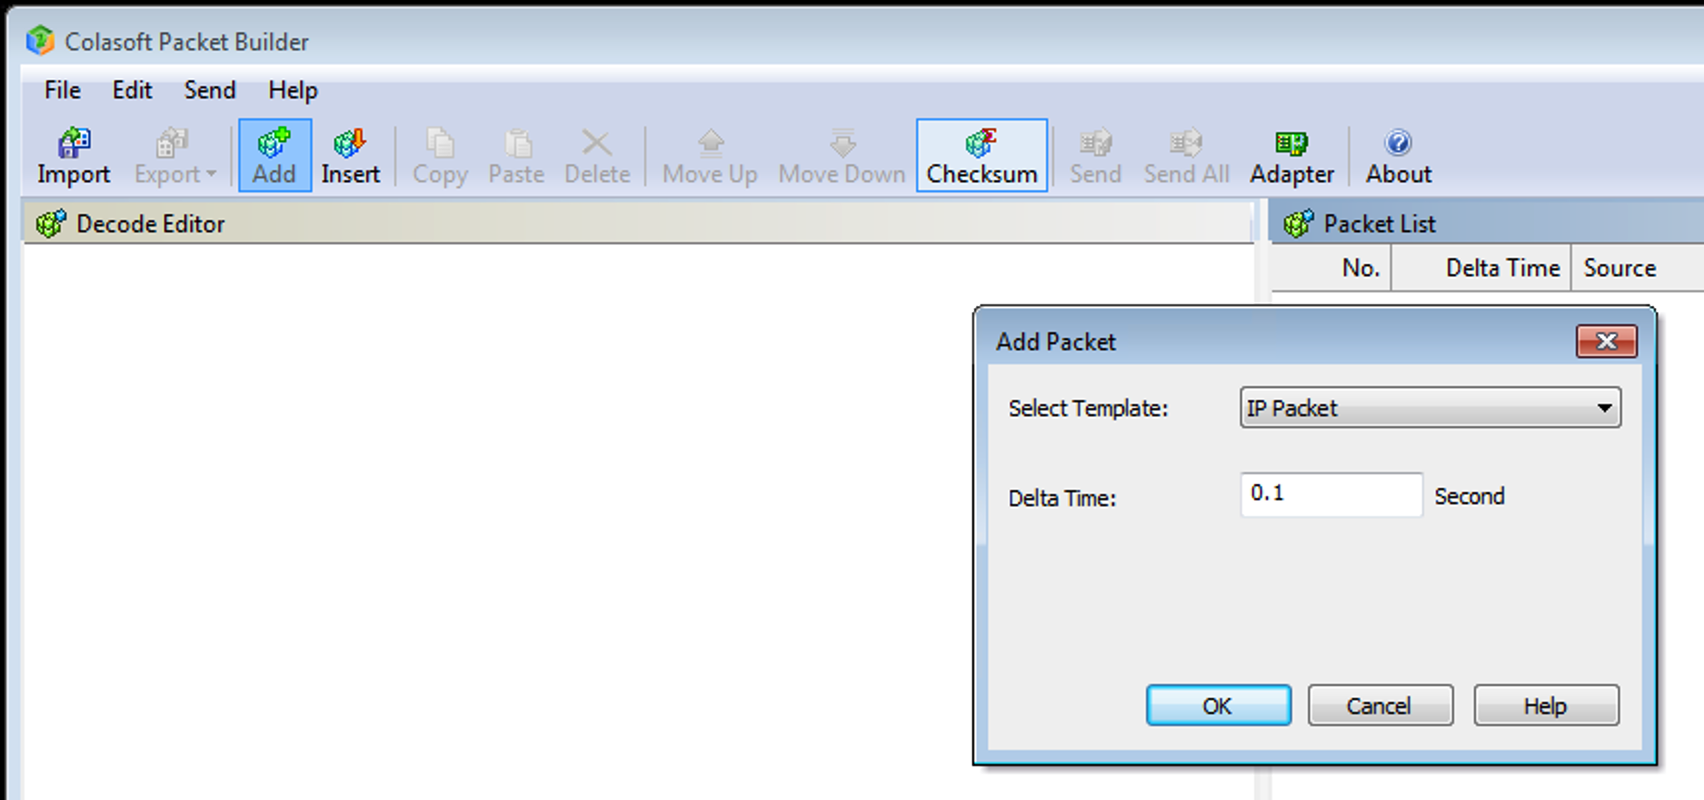 Colasoft Packet Builder
File Edit Send Help
Import Export Add Insert Copy Paste Delete Move Up Move Down Checksum Send Send All Adapter About
Decode Editor
Packet List
No. Delta Time Source
Add Packet
Select Template: IP Packet
Delta Time: 0.1 Second
OK Cancel Help